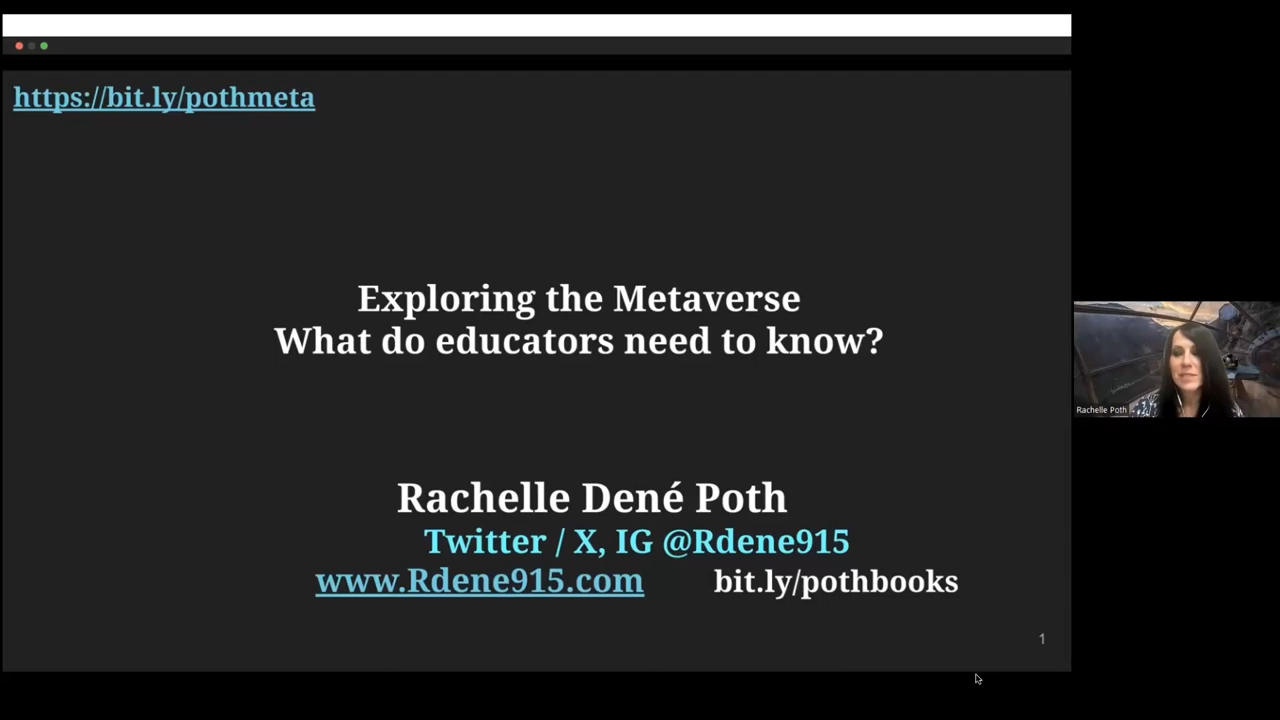 https://bit.ly/pothmeta
Exploring the Metaverse
What do educators need to know?
Rachelle Dené Poth
Twitter / X, IG @Rdene915
www.Rdene915.com bit.ly/pothbooks
1
Rachelle Poth